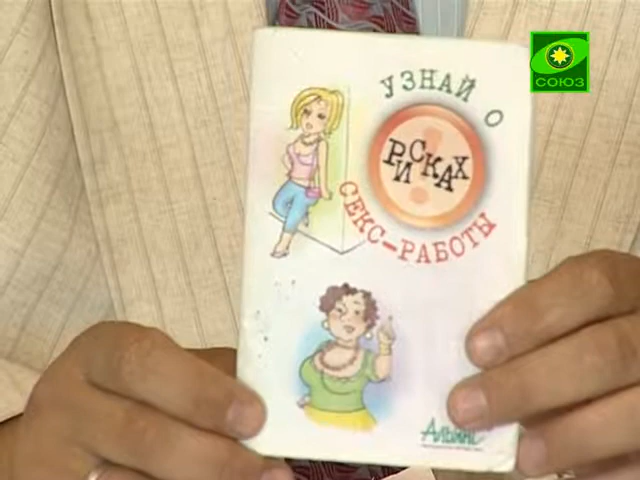 СОЮЗ
УЗНАЙ О
РИСКАХ
СЕКС-РАБОТЫ
Альянс